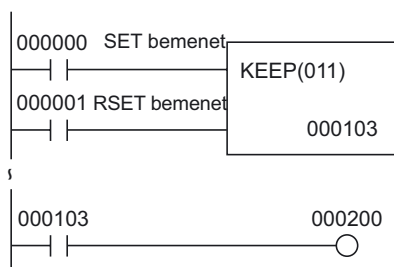 000000 SET bemenet
KEEP(011)
000001 RSET bemenet
000103
000103
000200